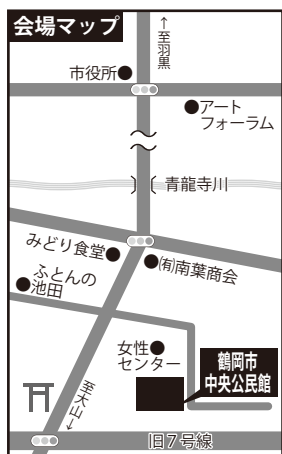 会場マップ
↑至羽黒
市役所●
●アート
フォーラム
青龍寺川
みどり食堂●
●㈲南葉商会
ふとんの
●池田
女性●
センター
鶴岡市
中央公民館
至大山→
旧7号線